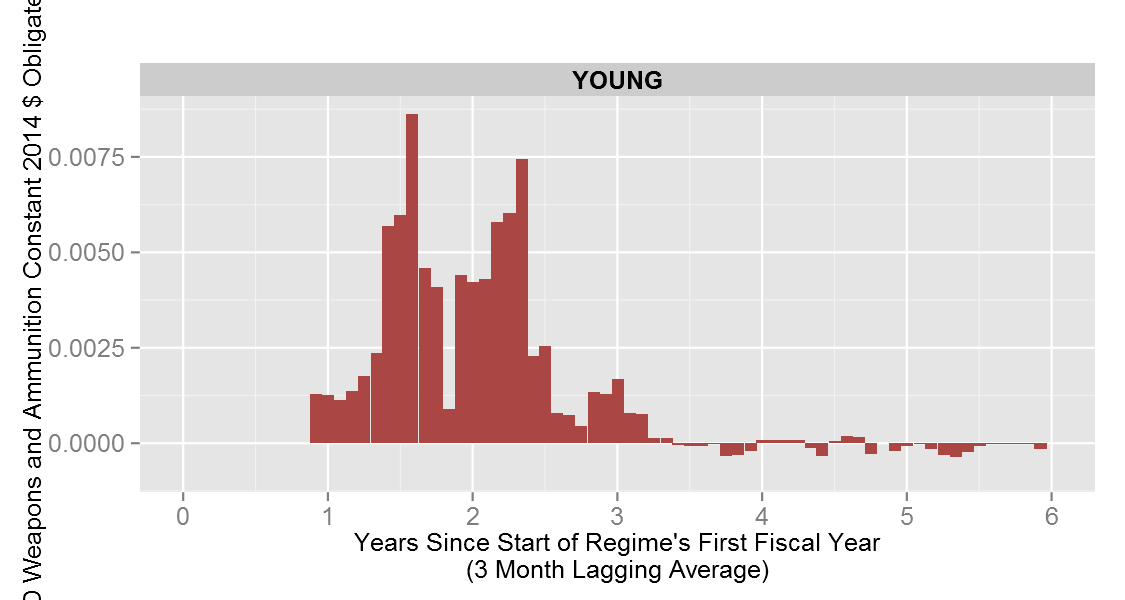 YOUNG
Weapons and Ammunition Constant 2014 $
0.0075
0.0050
0.0025
0.0000
0 1 2 3 4 5 6
Years Since Start of Regime's First Fiscal Year
(3 Month Lagging Average)